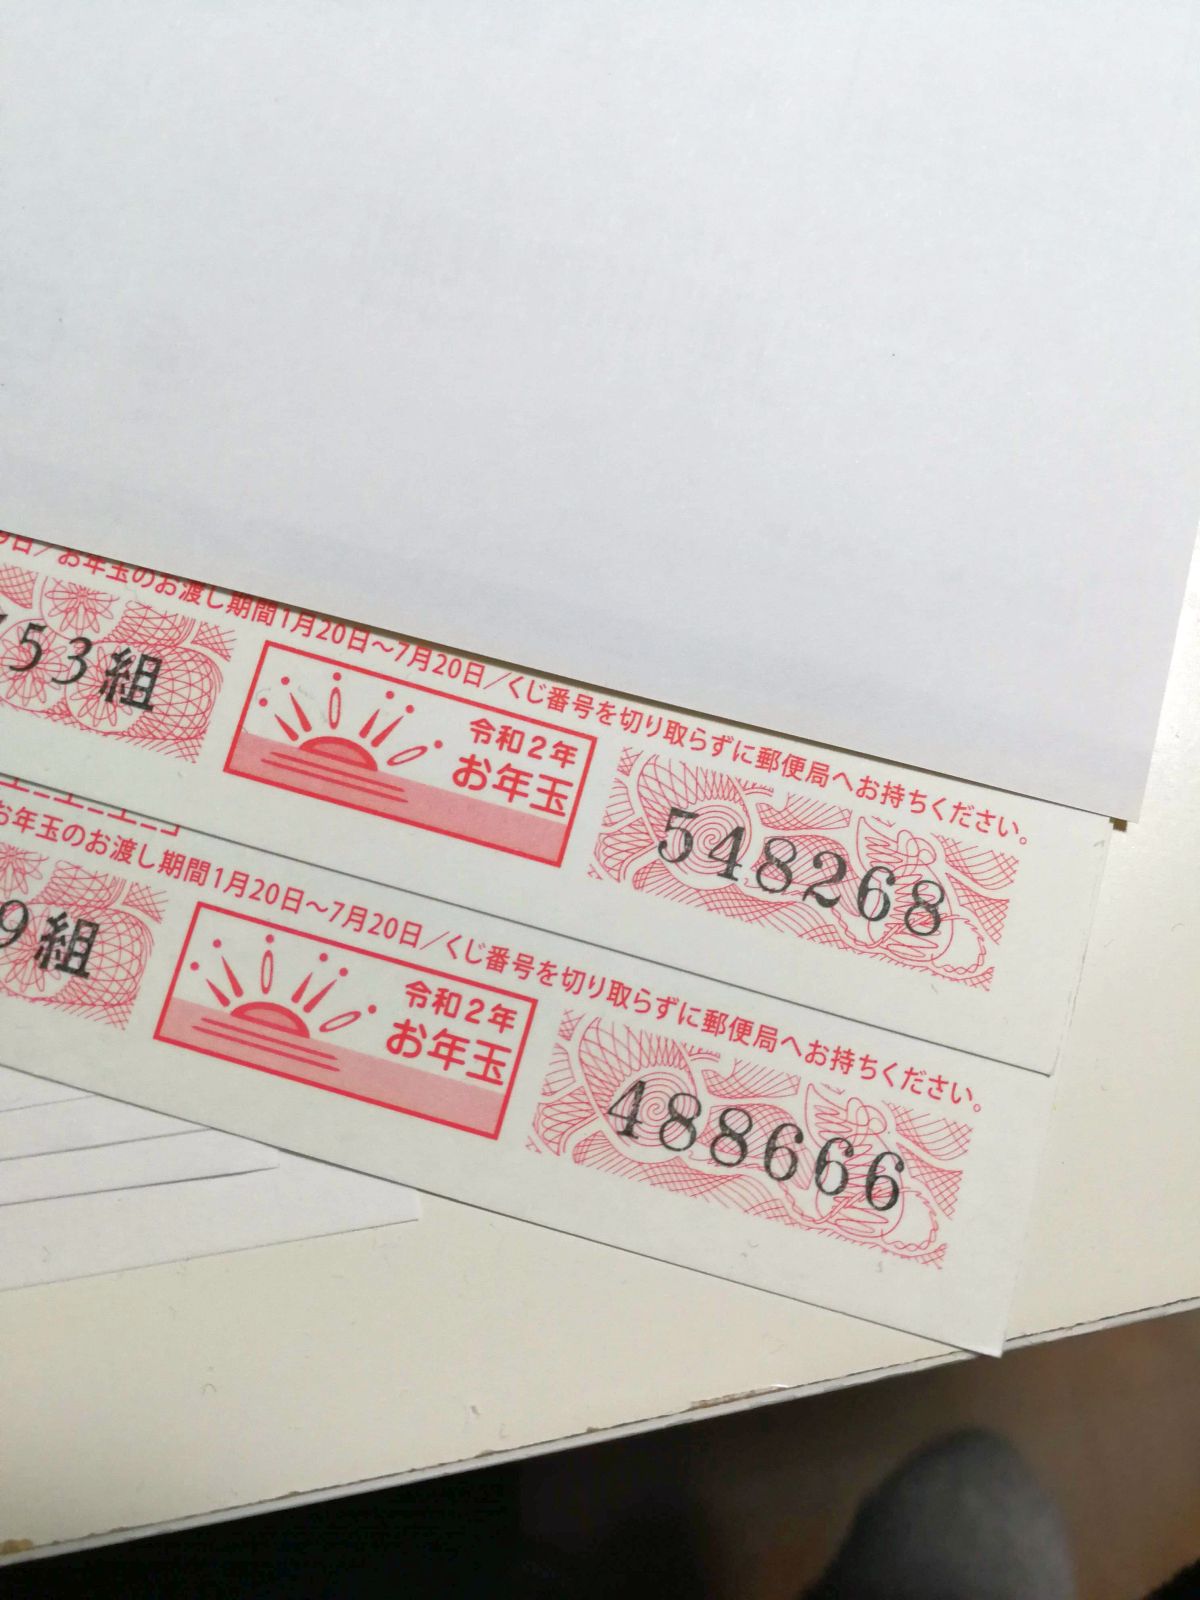 9日/お年玉のお渡し期間1月20日～7月20日/くじ番号を切り取らずに郵便局へお持ちください。
53組
令和2年
お年玉
548268
お年玉のお渡し期間1月20日～7月20日/くじ番号を切り取らずに郵便局へお持ちください。
9組
令和2年
お年玉
488666